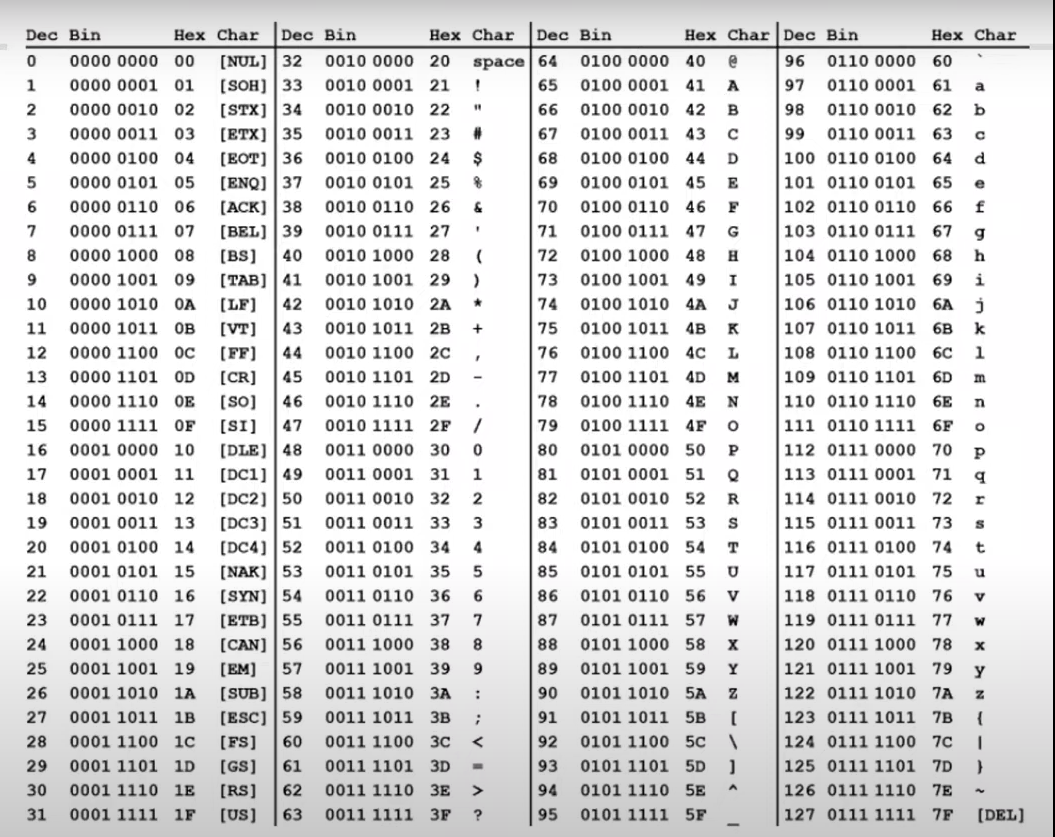 Dec Bin Hex Char Dec Bin Hex Char Dec Bin Hex Char Dec Bin Hex Char
0 0000 0000 00 [NUL] 32 0010 0000 20 space 64 0100 0000 40 @ 96 0110 0000 60 `
1 0000 0001 01 [SOH] 33 0010 0001 21 ! 65 0100 0001 41 A 97 0110 0001 61 a
2 0000 0010 02 [STX] 34 0010 0010 22 " 66 0100 0010 42 B 98 0110 0010 62 b
3 0000 0011 03 [ETX] 35 0010 0011 23 # 67 0100 0011 43 C 99 0110 0011 63 c
4 0000 0100 04 [EOT] 36 0010 0100 24 $ 68 0100 0100 44 D 100 0110 0100 64 d
5 0000 0101 05 [ENQ] 37 0010 0101 25 % 69 0100 0101 45 E 101 0110 0101 65 e
6 0000 0110 06 [ACK] 38 0010 0110 26 & 70 0100 0110 46 F 102 0110 0110 66 f
7 0000 0111 07 [BEL] 39 0010 0111 27 ' 71 0100 0111 47 G 103 0110 0111 67 g
8 0000 1000 08 [BS] 40 0010 1000 28 ( 72 0100 1000 48 H 104 0110 1000 68 h
9 0000 1001 09 [TAB] 41 0010 1001 29 ) 73 0100 1001 49 I 105 0110 1001 69 i
10 0000 1010 0A [LF] 42 0010 1010 2A * 74 0100 1010 4A J 106 0110 1010 6A j
11 0000 1011 0B [VT] 43 0010 1011 2B + 75 0100 1011 4B K 107 0110 1011 6B k
12 0000 1100 0C [FF] 44 0010 1100 2C , 76 0100 1100 4C L 108 0110 1100 6C l
13 0000 1101 0D [CR] 45 0010 1101 2D - 77 0100 1101 4D M 109 0110 1101 6D m
14 0000 1110 0E [SO] 46 0010 1110 2E . 78 0100 1110 4E N 110 0110 1110 6E n
15 0000 1111 0F [SI] 47 0010 1111 2F / 79 0100 1111 4F O 111 0110 1111 6F o
16 0001 0000 10 [DLE] 48 0011 0000 30 0 80 0101 0000 50 P 112 0111 0000 70 p
17 0001 0001 11 [DC1] 49 0011 0001 31 1 81 0101 0001 51 Q 113 0111 0001 71 q
18 0001 0010 12 [DC2] 50 0011 0010 32 2 82 0101 0010 52 R 114 0111 0010 72 r
19 0001 0011 13 [DC3] 51 0011 0011 33 3 83 0101 0011 53 S 115 0111 0011 73 s
20 0001 0100 14 [DC4] 52 0011 0100 34 4 84 0101 0100 54 T 116 0111 0100 74 t
21 0001 0101 15 [NAK] 53 0011 0101 35 5 85 0101 0101 55 U 117 0111 0101 75 u
22 0001 0110 16 [SYN] 54 0011 0110 36 6 86 0101 0110 56 V 118 0111 0110 76 v
23 0001 0111 17 [ETB] 55 0011 0111 37 7 87 0101 0111 57 W 119 0111 0111 77 w
24 0001 1000 18 [CAN] 56 0011 1000 38 8 88 0101 1000 58 X 120 0111 1000 78 x
25 0001 1001 19 [EM] 57 0011 1001 39 9 89 0101 1001 59 Y 121 0111 1001 79 y
26 0001 1010 1A [SUB] 58 0011 1010 3A : 90 0101 1010 5A Z 122 0111 1010 7A z
27 0001 1011 1B [ESC] 59 0011 1011 3B ; 91 0101 1011 5B [ 123 0111 1011 7B {
28 0001 1100 1C [FS] 60 0011 1100 3C < 92 0101 1100 5C \ 124 0111 1100 7C |
29 0001 1101 1D [GS] 61 0011 1101 3D = 93 0101 1101 5D ] 125 0111 1101 7D }
30 0001 1110 1E [RS] 62 0011 1110 3E > 94 0101 1110 5E ^ 126 0111 1110 7E ~
31 0001 1111 1F [US] 63 0011 1111 3F ? 95 0101 1111 5F _ 127 0111 1111 7F [DEL]